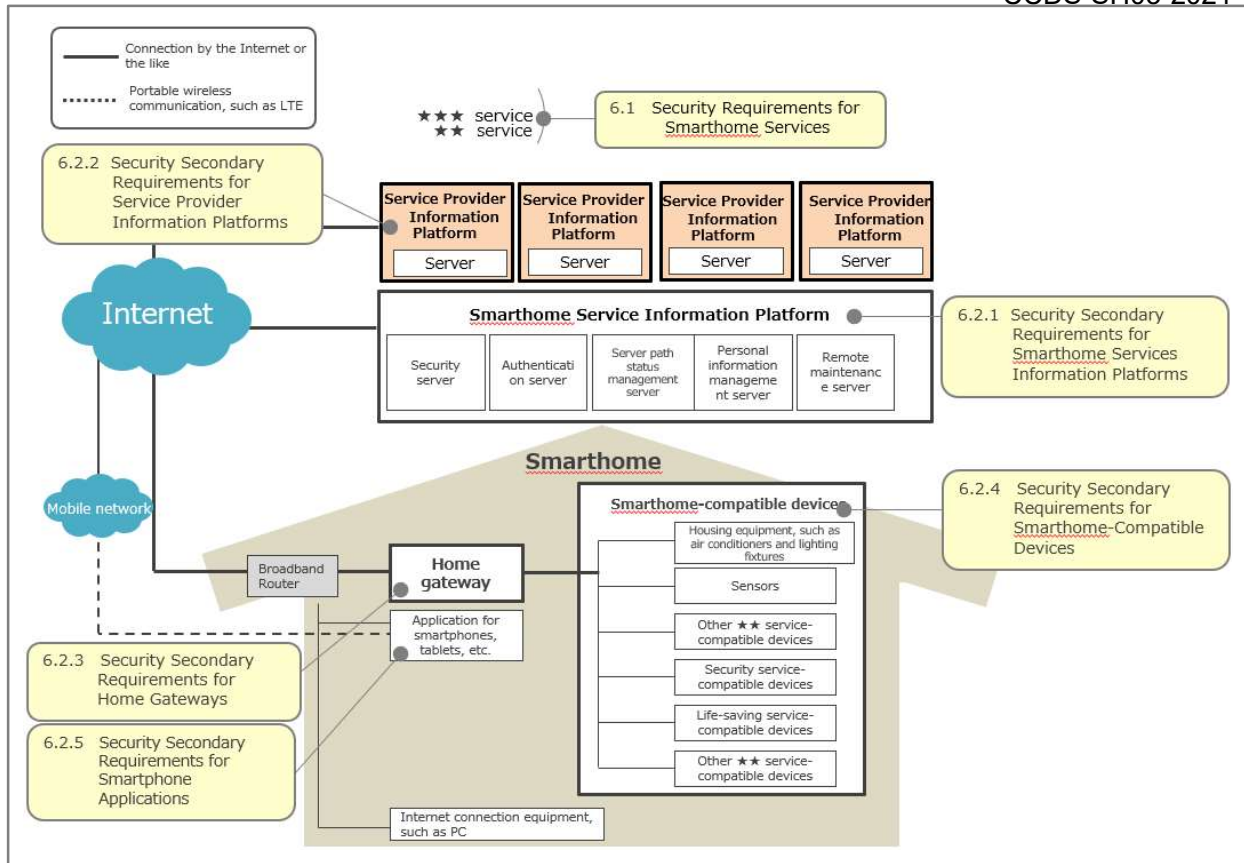 Connection by the Internet or
the like
Portable wireless
communication, such as LTE
★★★ service
★★ service
6.1 Security Requirements for
Smarthome Services
6.2.2 Security Secondary
Requirements for
Service Provider
Information Platforms
Service Provider
Information
Platform
Server
Service Provider
Information
Platform
Server
Service Provider
Information
Platform
Server
Service Provider
Information
Platform
Server
Internet
Smarthome Service Information Platform
Security
server
Authenticati
on server
Server path
status
management
server
Personal
information
manageme
nt server
Remote
maintenanc
e server
6.2.1 Security Secondary
Requirements for
Smarthome Services
Information Platforms
Smarthome
Mobile network
Broadband
Router
Home
gateway
Application for
smartphones,
tablets, etc.
Smarthome-compatible devices
Housing equipment, such as
air conditioners and lighting
fixtures
Sensors
Other ★★ service-
compatible devices
Security service-
compatible devices
Life-saving service-
compatible devices
Other ★★ service-
compatible devices
6.2.4 Security Secondary
Requirements for
Smarthome-Compatible
Devices
6.2.3 Security Secondary
Requirements for
Home Gateways
6.2.5 Security Secondary
Requirements for
Smartphone
Applications
Internet connection equipment,
such as PC